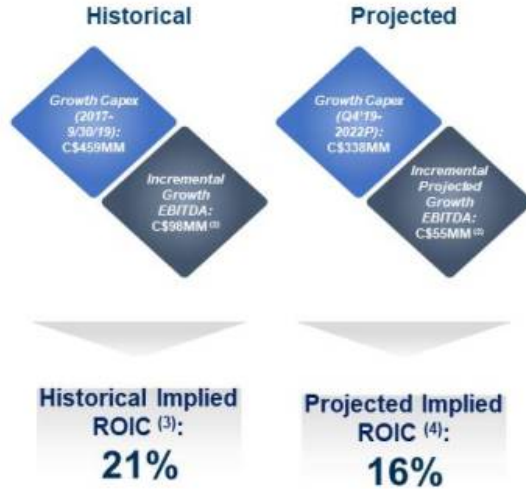 Historical
Growth Capex
(2017-
9/30/19):
C$459MM
Incremental
Growth
EBITDA:
C$98MM (2)
Historical Implied
ROIC (3):
21%
Projected
Growth Capex
(Q4'19-
2022P):
C$338MM
Incremental
Projected
Growth
EBITDA:
C$55MM (2)
Projected Implied
ROIC (4):
16%